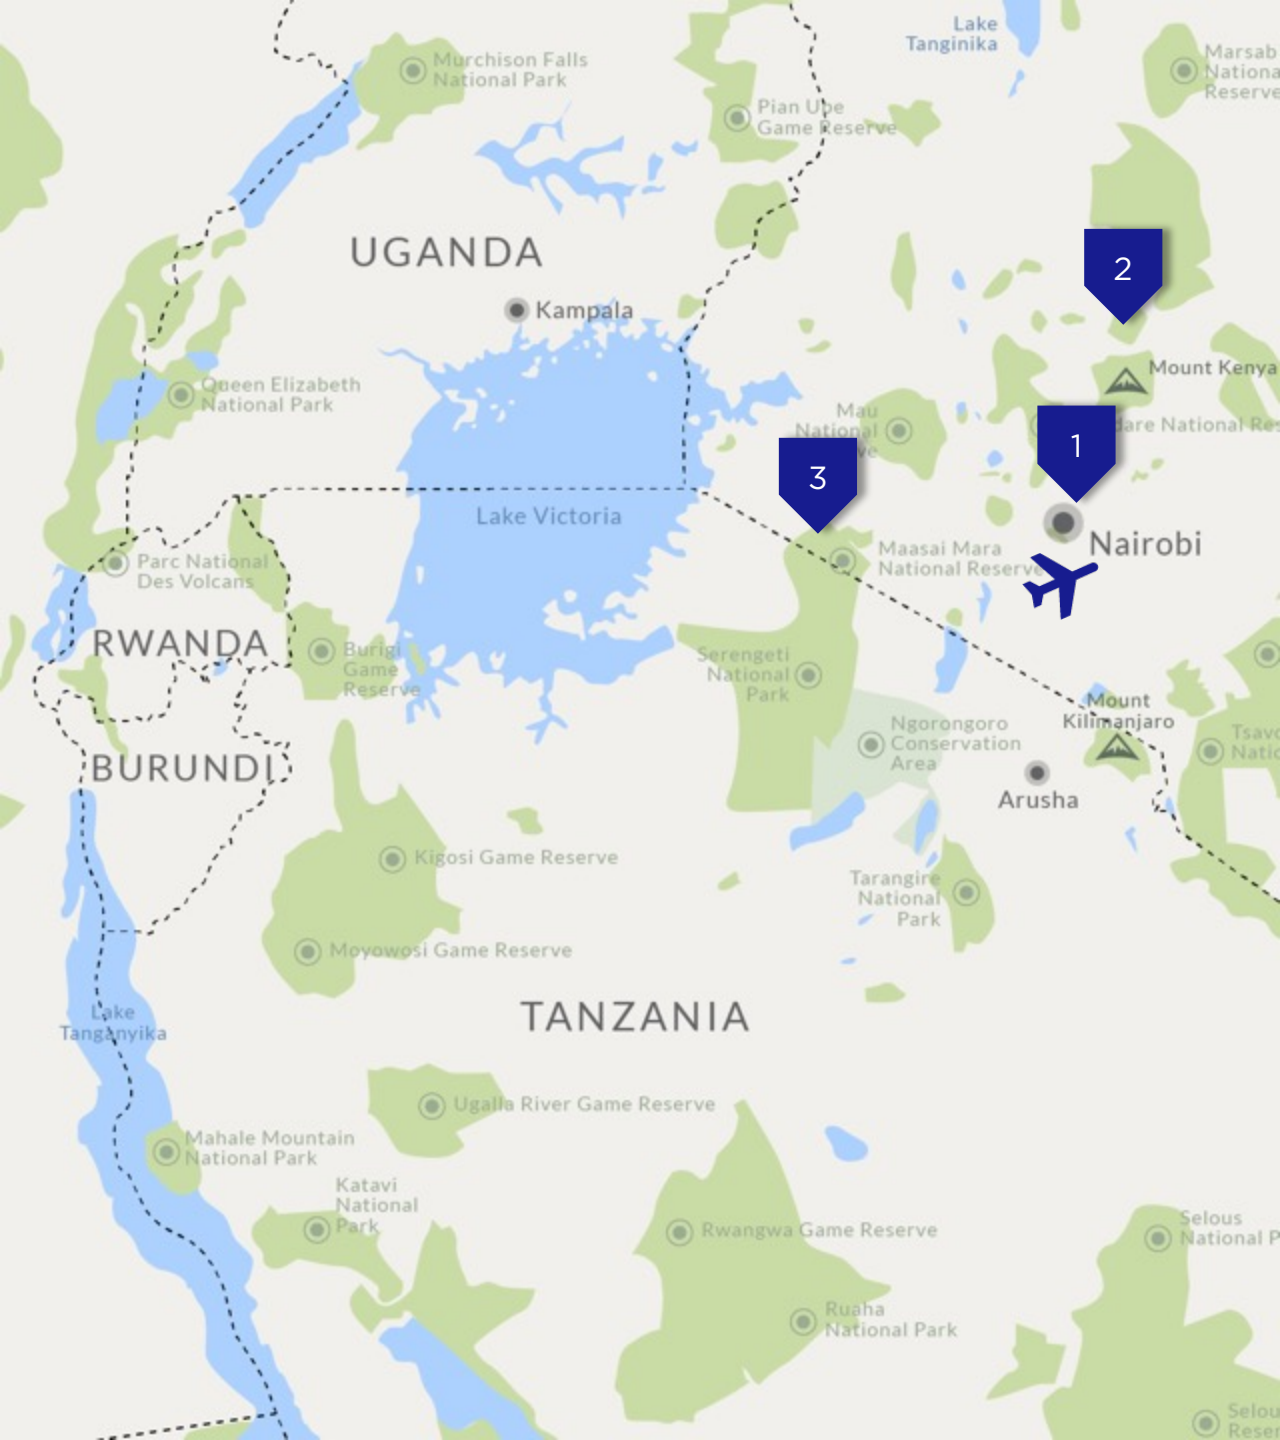 Lake
Tanginika
Murchison Falls
National Park
Marsab
Nationa
Reserve
Pian Upe
Game Reserve
UGANDA
2
Kampala
Mount Kenya
Queen Elizabeth
National Park
Mau
National
ve
dare National Res
1
3
Lake Victoria
Nairobi
Maasai Mara
National Reserve
Parc National
Des Volcans
RWANDA
Burigi
Game
Reserve
Serengeti
National
Park
Mount
Kilimanjaro
Ngorongoro
Conservation
Area
Tsavo
Natio
BURUNDI
Arusha
Kigosi Game Reserve
Tarangire
National
Park
Moyowosi Game Reserve
TANZANIA
Lake
Tanganyika
Ugalla River Game Reserve
Mahale Mountain
National Park
Katavi
National
Park
Rwangwa Game Reserve
Selous
National P
Ruaha
National Park
Selou
Reser